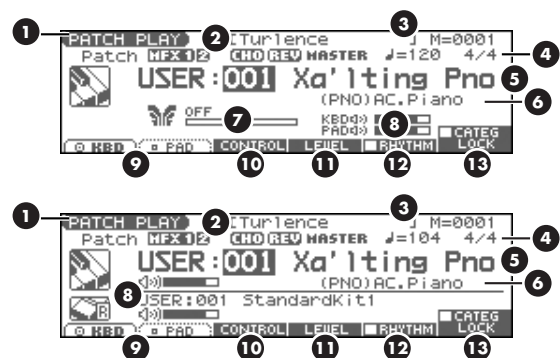 1 2 3
PATCH PLAY [Turlence ] M=0001
Patch MFX 1 2 CHO REV MASTER ♩=120 4/4 4
USER:001 Xa'lting Pno 5
(PNO)AC.Piano 6
OFF 7 KBD 8
PAD
KBD PAD CONTROL LEVEL RHYTHM CATEG LOCK
9 10 11 12 13
1 2 3
PATCH PLAY [Turlence ] M=0001
Patch MFX 1 2 CHO REV MASTER ♩=104 4/4 4
USER:001 Xa'lting Pno 5
(PNO)AC.Piano 6
8 USER:001 StandardKit1
R
KBD PAD CONTROL LEVEL RHYTHM CATEG LOCK
9 10 11 12 13